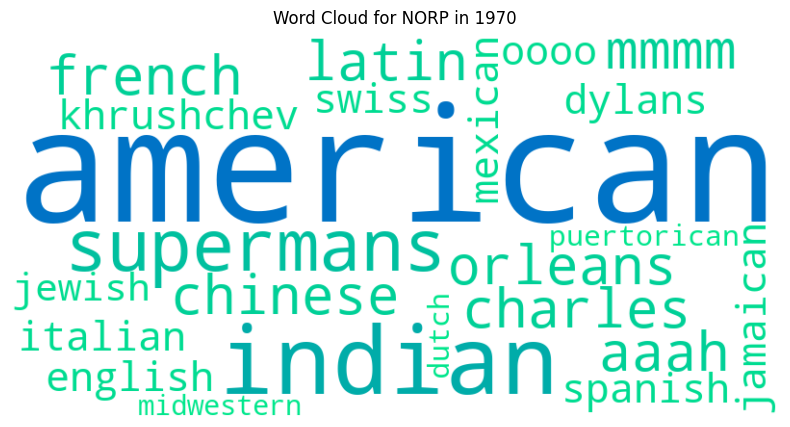 Word Cloud for NORP in 1970
french
latin
oooo
mmmm
khrushchev
swiss
mexican
dylans
american
supermans
puertorican
orleans
jewish
chinese
charles
jamaican
italian
dutch
indian
aaah
english
spanish
midwestern